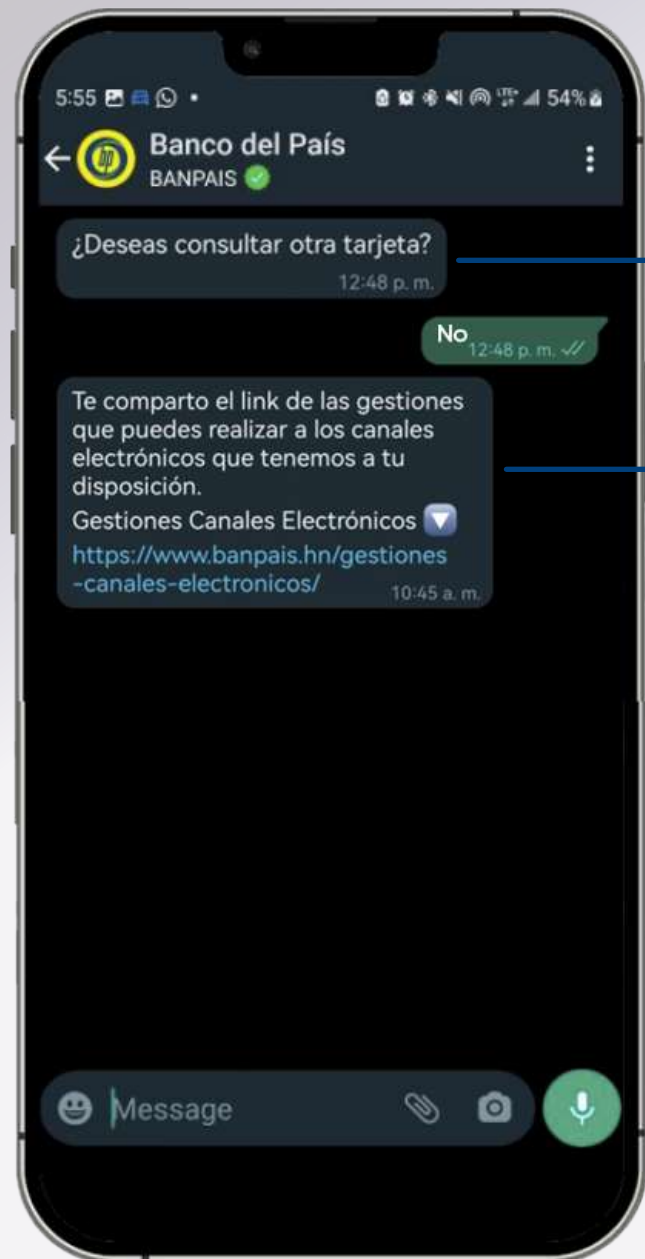 5:55
LTE+ 54%
Banco del País
bp
BANPAIS
¿Deseas consultar otra tarjeta?
12:48 p. m.
No
12:48 p. m.
Te comparto el link de las gestiones
que puedes realizar a los canales
electrónicos que tenemos a tu
disposición.
Gestiones Canales Electrónicos
https://www.banpais.hn/gestiones
-canales-electronicos/
10:45 a. m.
Message